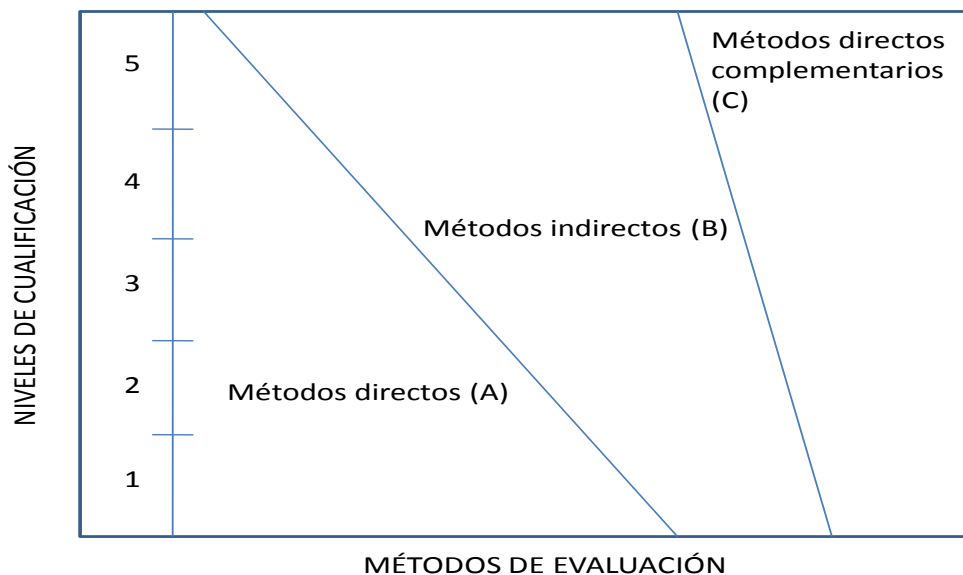 Métodos directos
complementarios
(C)
5
4
Métodos indirectos (B)
3
2
Métodos directos (A)
1
NIVELES DE CUALIFICACIÓN
MÉTODOS DE EVALUACIÓN